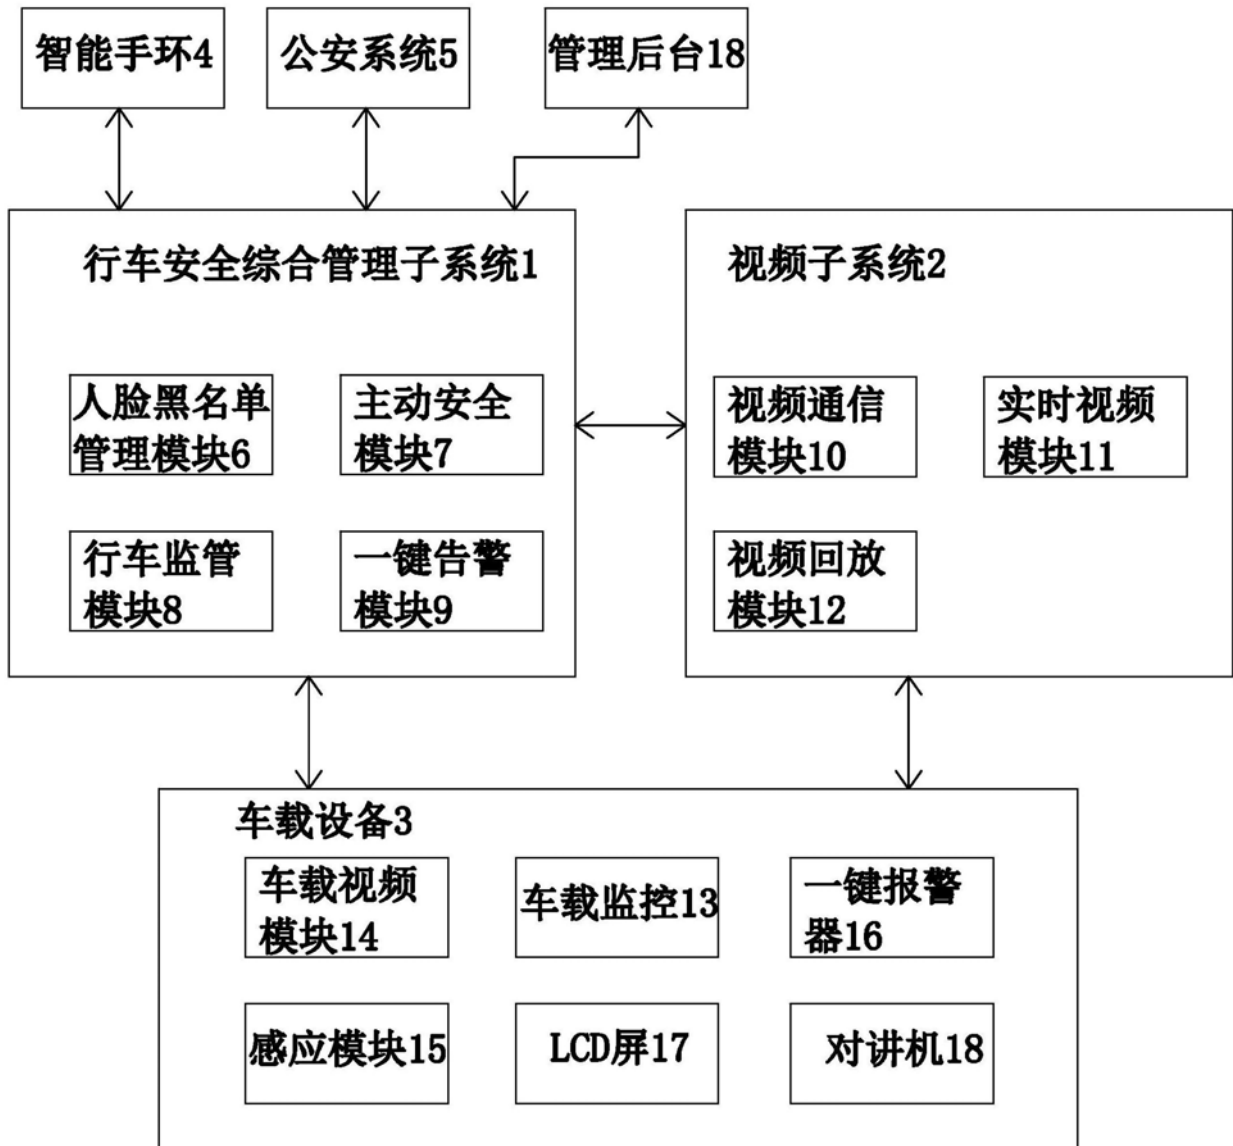 智能手环4
公安系统5
管理后台18
行车安全综合管理子系统1
视频子系统2
人脸黑名单
管理模块6
主动安全
模块7
视频通信
模块10
实时视频
模块11
行车监管
模块8
一键告警
模块9
视频回放
模块12
车载设备3
车载视频
模块14
车载监控13
一键报警
器16
感应模块15
LCD屏17
对讲机18